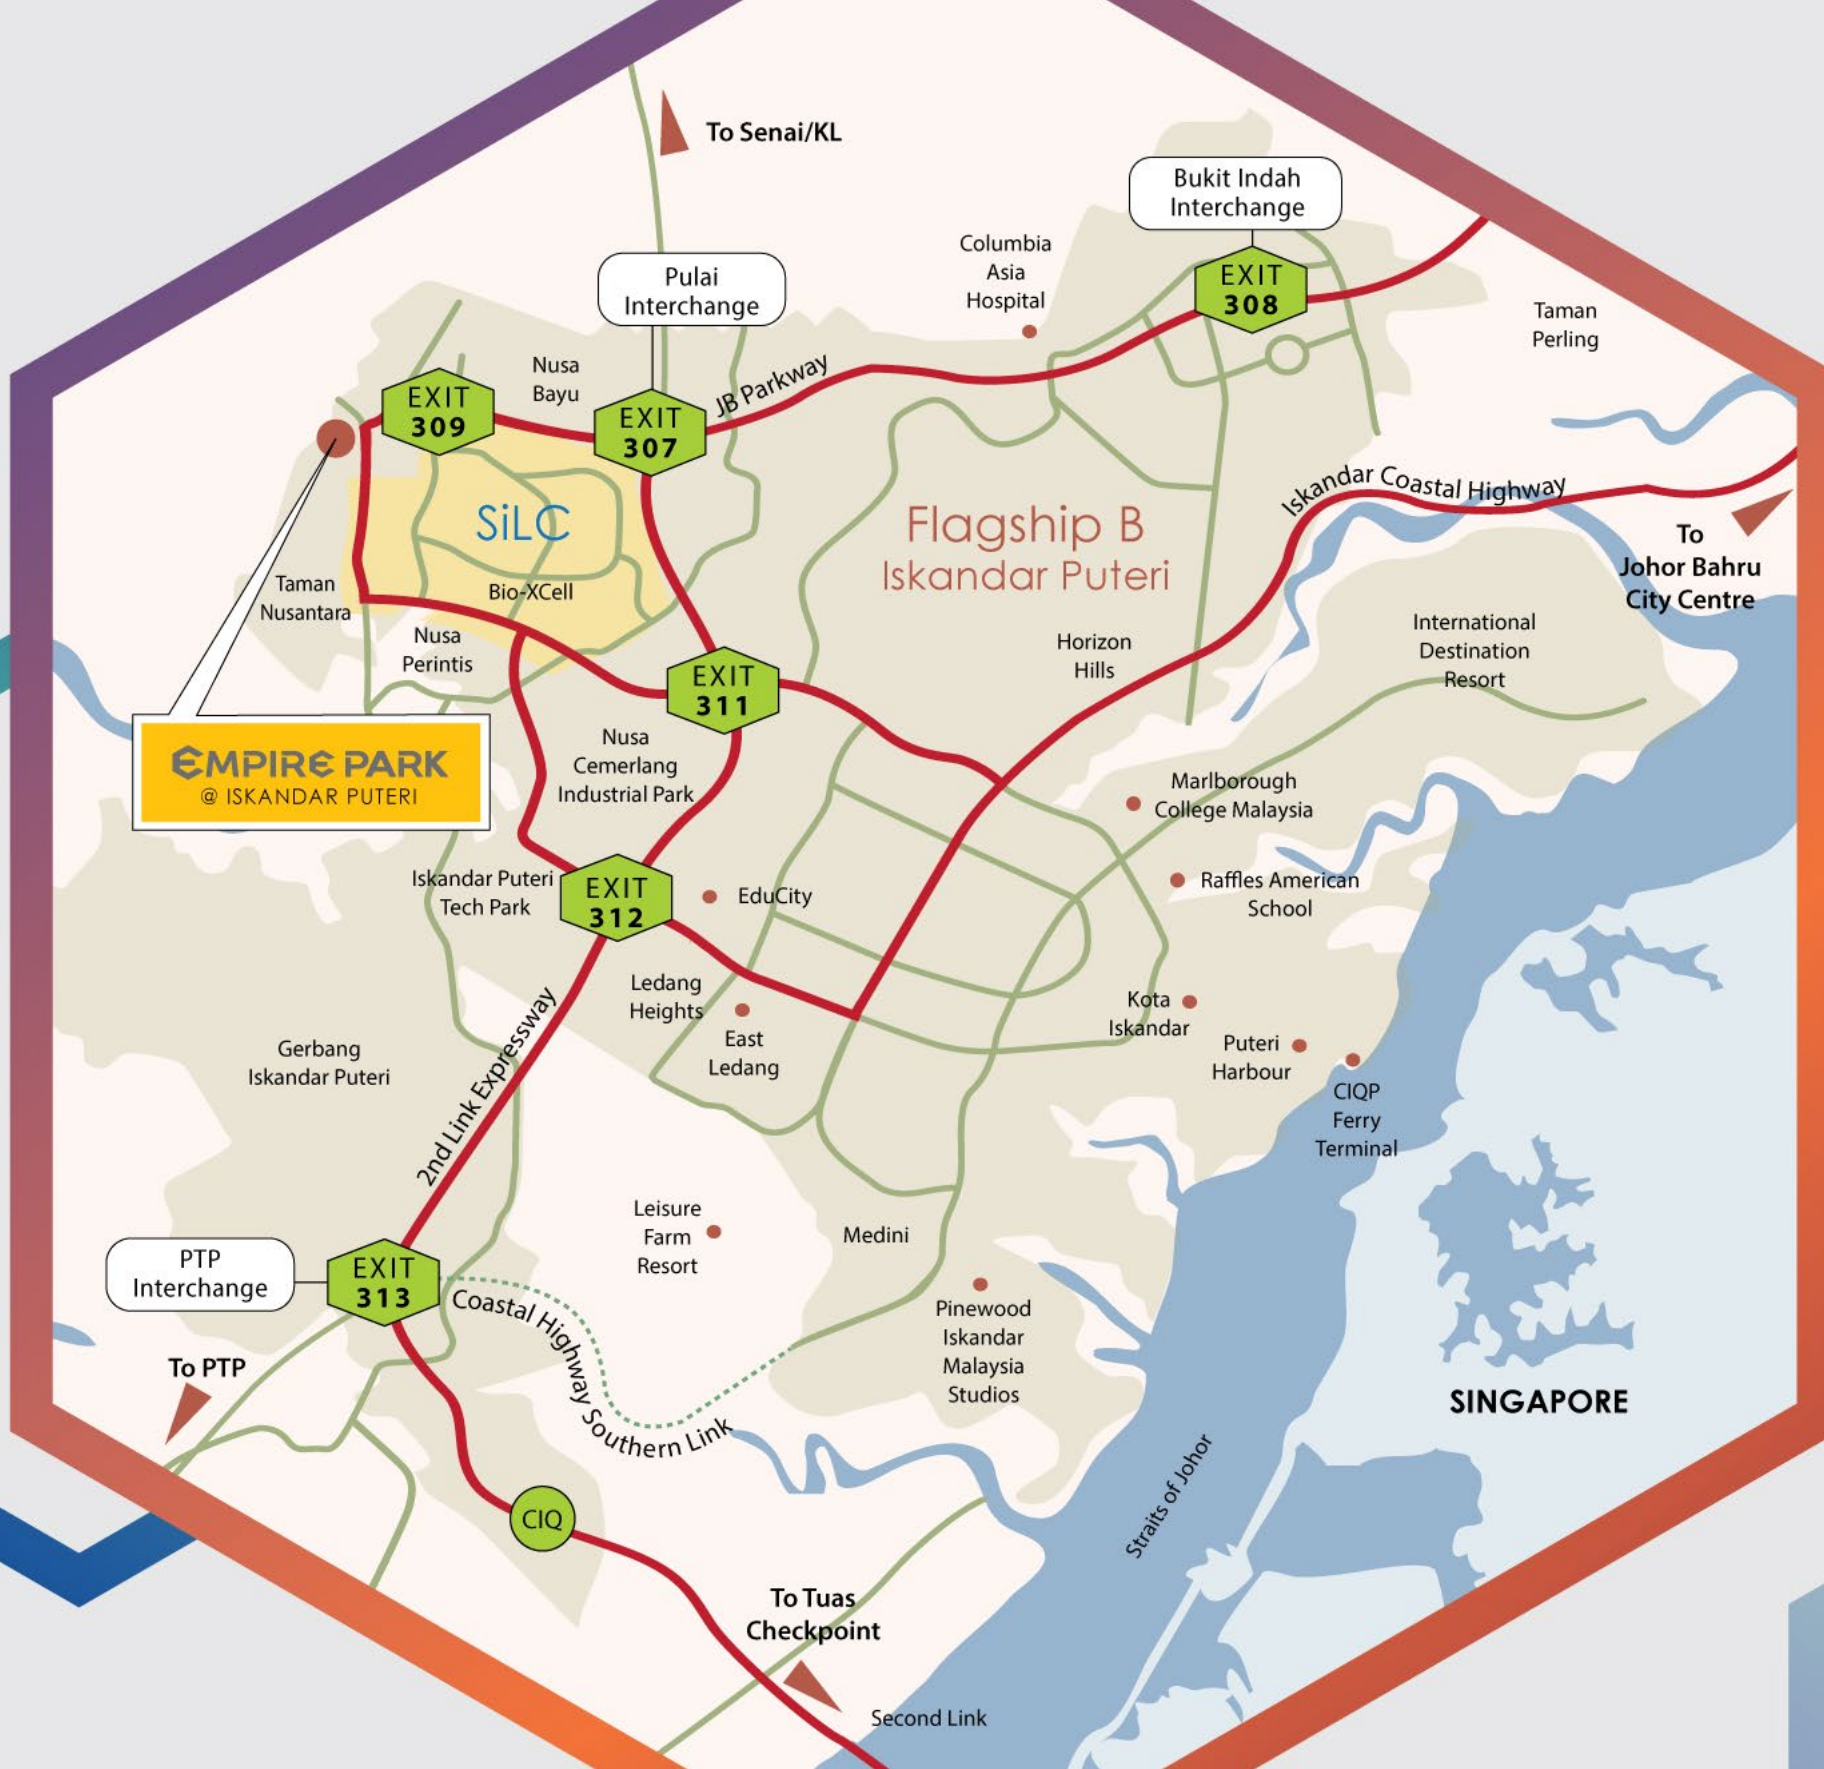 To Senai/KL
Bukit Indah
Interchange
EXIT
308
Columbia
Asia
Hospital
Pulai
Interchange
Taman
Perling
Nusa
Bayu
JB Parkway
EXIT
309
EXIT
307
SiLC
Bio-XCell
Flagship B
Iskandar Puteri
Iskandar Coastal Highway
To
Johor Bahru
City Centre
Taman
Nusantara
Nusa
Perintis
Horizon
Hills
International
Destination
Resort
EXIT
311
EMPIRE PARK
@ ISKANDAR PUTERI
Nusa
Cemerlang
Industrial Park
Marlborough
College Malaysia
Iskandar Puteri
Tech Park
EXIT
312
EduCity
Raffles American
School
Ledang
Heights
East
Ledang
Kota
Iskandar
Puteri
Harbour
CIQP
Ferry
Terminal
Gerbang
Iskandar Puteri
2nd Link Expressway
Leisure
Farm
Resort
Medini
PTP
Interchange
EXIT
313
Coastal Highway Southern Link
Pinewood
Iskandar
Malaysia
Studios
To PTP
SINGAPORE
Straits of Johor
CIQ
To Tuas
Checkpoint
Second Link